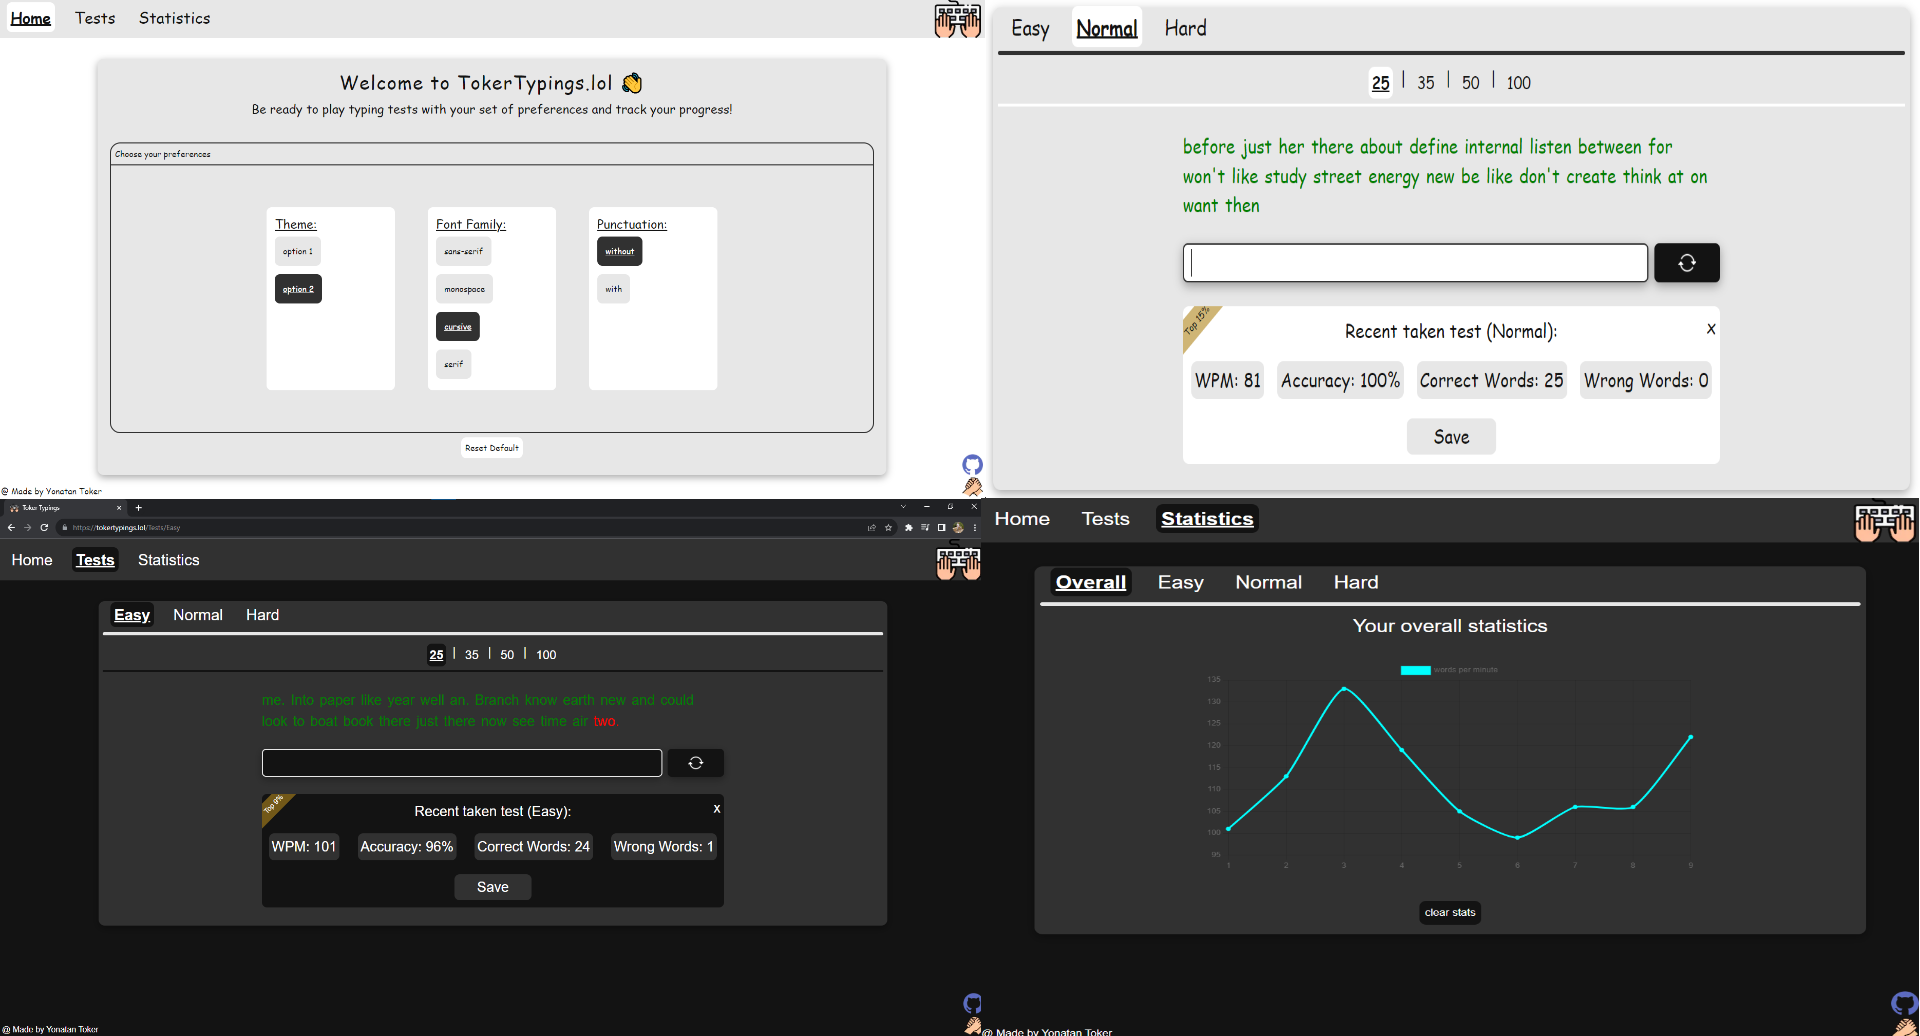 Home Tests Statistics
Welcome to TokerTypings.lol
Be ready to play typing tests with your set of preferences and track your progress!
Choose your preferences
Theme:
option 1
option 2
Font Family:
sans-serif
monospace
cursive
serif
Punctuation:
without
with
Reset Default
@ Made by Yonatan Toker
Easy Normal Hard
25 | 35 | 50 | 100
before just her there about define internal listen between for
won't like study street energy new be like don't create think at on
want then
Top 15%
Recent taken test (Normal):
X
WPM: 81 Accuracy: 100% Correct Words: 25 Wrong Words: 0
Save
Toker Typings
https://tokertypings.lol/Tests/Easy
Home Tests Statistics
Easy Normal Hard
25 | 35 | 50 | 100
me. Into paper like year well an. Branch know earth new and could
look to boat book there just there now see time air two.
Top 9%
Recent taken test (Easy):
X
WPM: 101 Accuracy: 96% Correct Words: 24 Wrong Words: 1
Save
@ Made by Yonatan Toker
Home Tests Statistics
Overall Easy Normal Hard
Your overall statistics
words per minute
135
130
125
120
115
110
105
100
95
1 2 3 4 5 6 7 8 9
clear stats
@ Made by Yonatan Toker